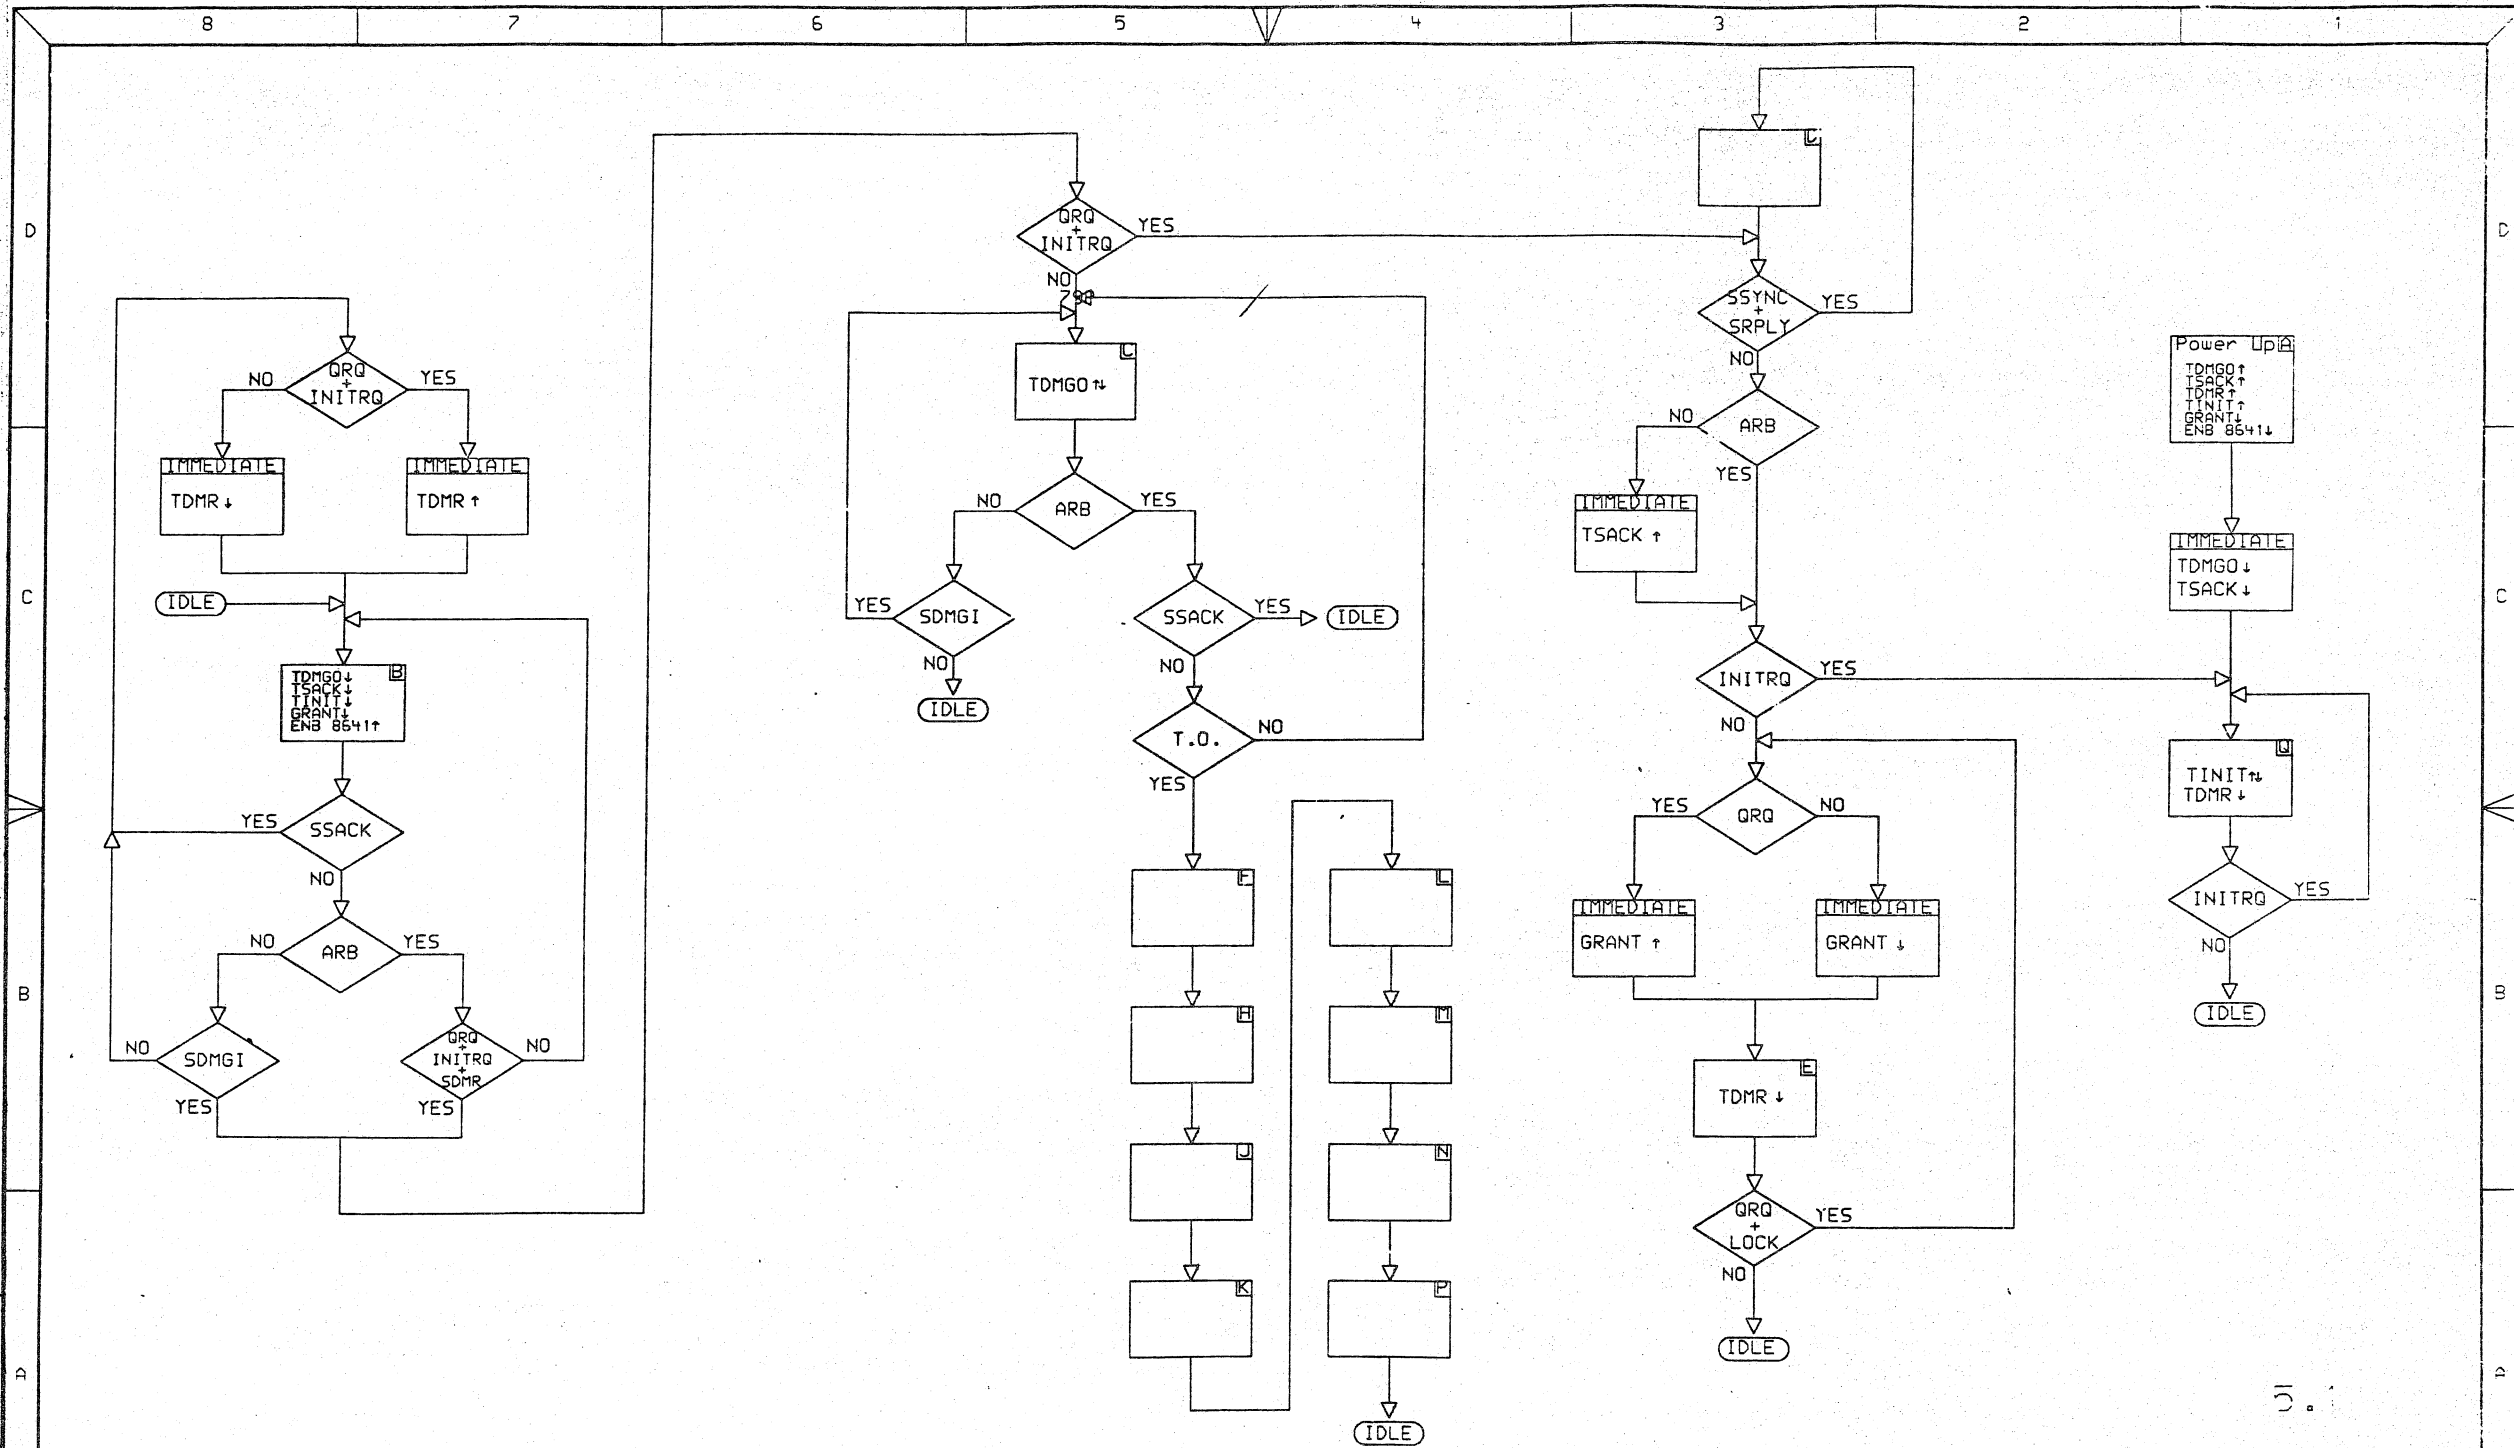 8 7 6 5 4 3 2 1
D
C
B
A
D
C
B
QRQ
+
INITRQ
NO
YES
IMMEDIATE
TDMR ↓
IMMEDIATE
TDMR ↑
IDLE
B
TDMGO↓
TSACK↓
TINIT↓
GRANT↓
ENB 8641↑
SSACK
YES
NO
ARB
NO
YES
SDMGI
NO
YES
QRQ
+
INITRQ
+
SDMR
NO
YES
QRQ
+
INITRQ
YES
NO
C
TDMGO↑↓
ARB
NO
YES
SDMGI
YES
NO
IDLE
SSACK
YES
IDLE
NO
T.O.
NO
YES
F
H
J
K
L
M
N
P
IDLE
D
SSYNC
+
SRPLY
YES
NO
ARB
NO
YES
IMMEDIATE
TSACK ↑
INITRQ
YES
NO
QRQ
YES
NO
IMMEDIATE
GRANT ↑
IMMEDIATE
GRANT ↓
E
TDMR ↓
QRQ
+
LOCK
YES
NO
IDLE
Power Up A
TDMGO↑
TSACK↑
TDMR↑
TINIT↑
GRANT↓
ENB 8641↓
IMMEDIATE
TDMGO↓
TSACK↓
Q
TINIT↑↓
TDMR ↓
INITRQ
YES
NO
IDLE